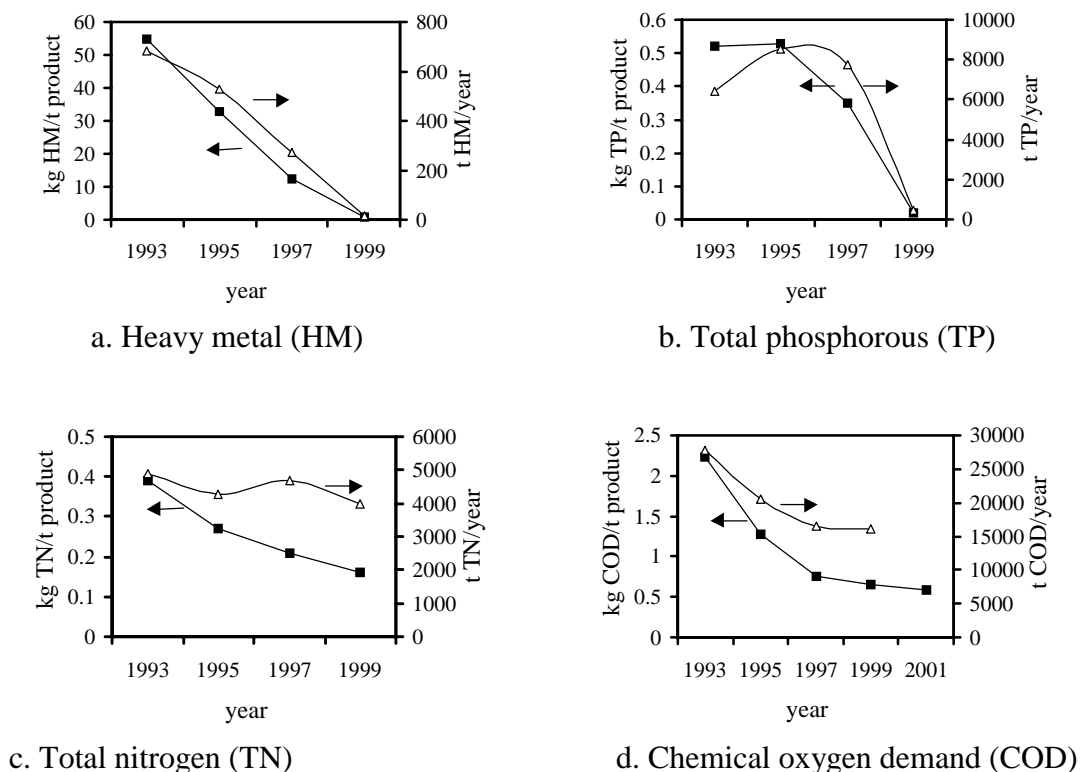 60
50
40
30
20
10
0
kg HM/t product
800
600
400
200
0
t HM/year
1993 1995 1997 1999
year
a. Heavy metal (HM)
0.6
0.5
0.4
0.3
0.2
0.1
0
kg TP/t product
10000
8000
6000
4000
2000
0
t TP/year
1993 1995 1997 1999
year
b. Total phosphorous (TP)
0.5
0.4
0.3
0.2
0.1
0
kg TN/t product
6000
5000
4000
3000
2000
1000
0
t TN/year
1993 1995 1997 1999
year
c. Total nitrogen (TN)
2.5
2
1.5
1
0.5
0
kg COD/t product
30000
25000
20000
15000
10000
5000
0
t COD/year
1993 1995 1997 1999 2001
year
d. Chemical oxygen demand (COD)